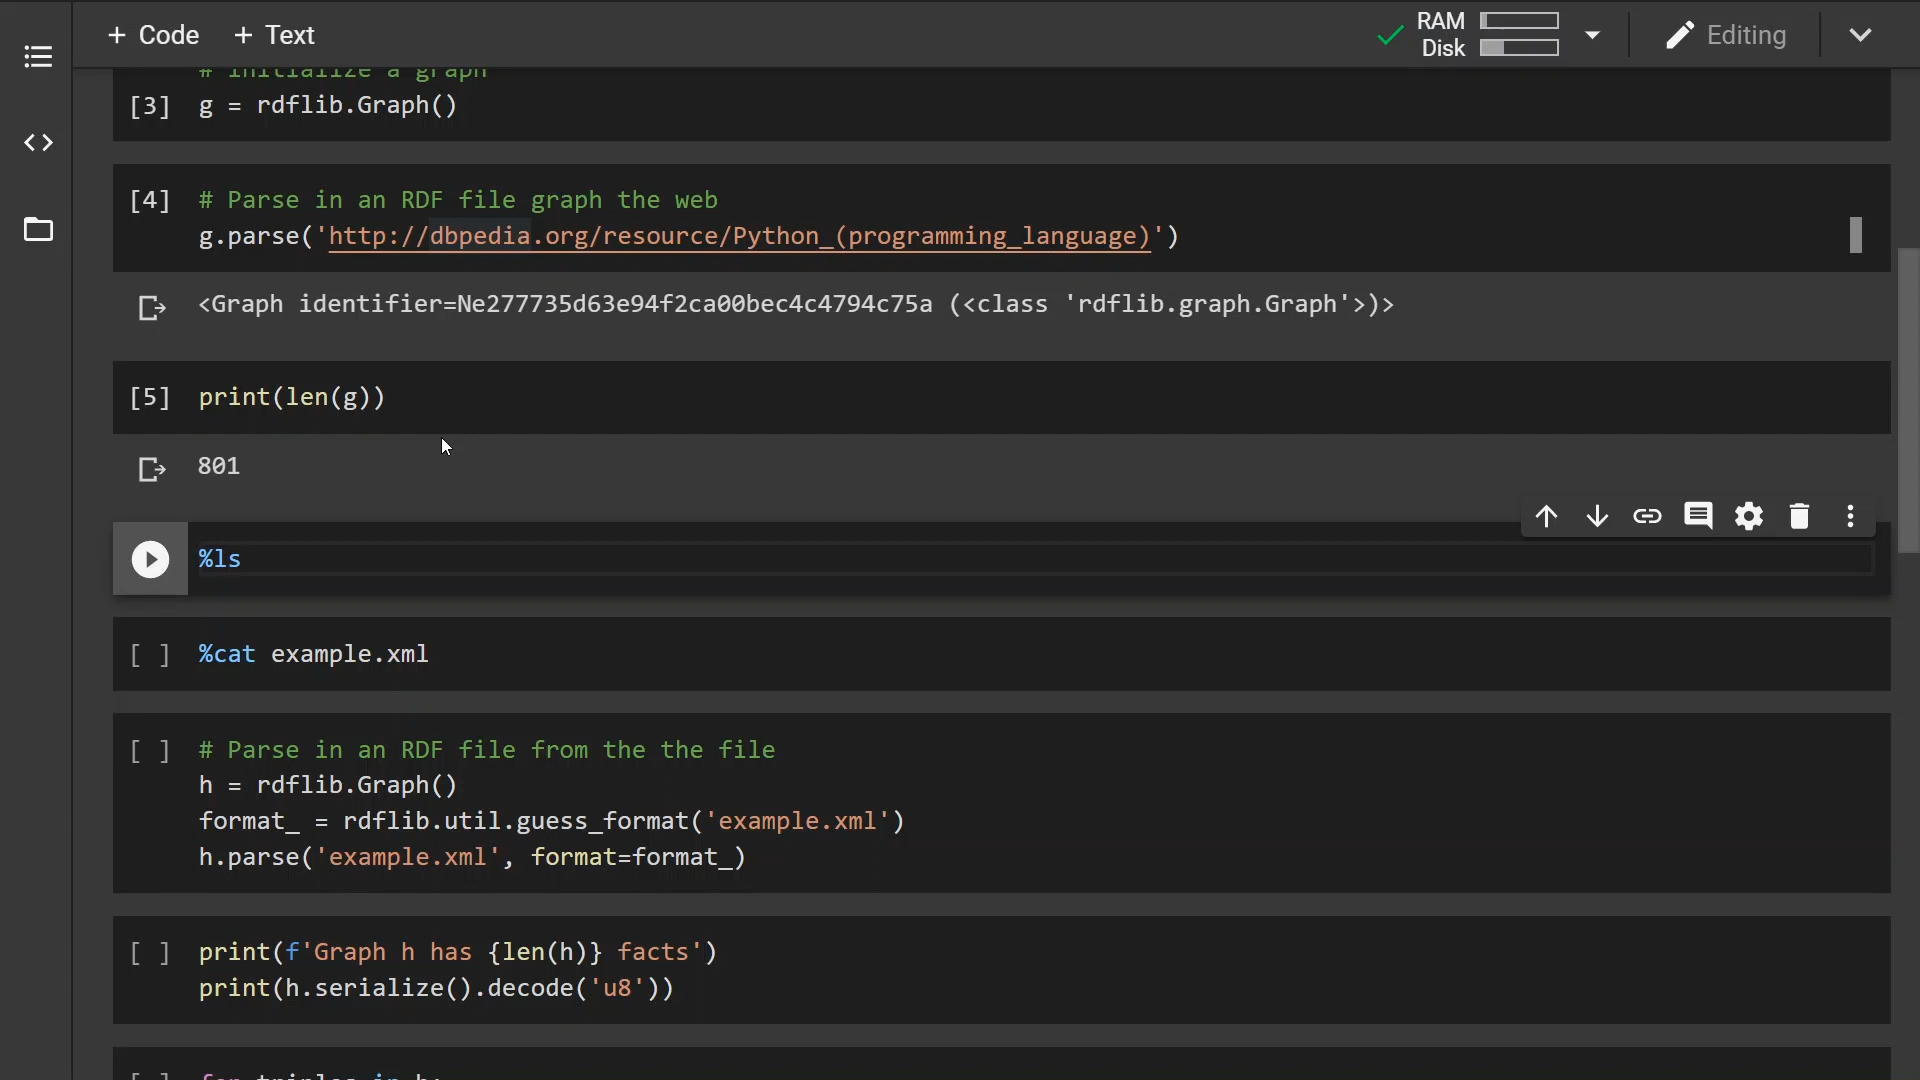 + Code + Text
RAM
Disk
Editing
# Initialize a graph
[3] g = rdflib.Graph()
[4] # Parse in an RDF file graph the web
g.parse('http://dbpedia.org/resource/Python_(programming_language)')
<Graph identifier=Ne277735d63e94f2ca00bec4c4794c75a (<class 'rdflib.graph.Graph'>)>
[5] print(len(g))
801
%ls
[ ] %cat example.xml
[ ] # Parse in an RDF file from the the file
h = rdflib.Graph()
format_ = rdflib.util.guess_format('example.xml')
h.parse('example.xml', format=format_)
[ ] print(f'Graph h has {len(h)} facts')
print(h.serialize().decode('u8'))
[ ] for triples in h: